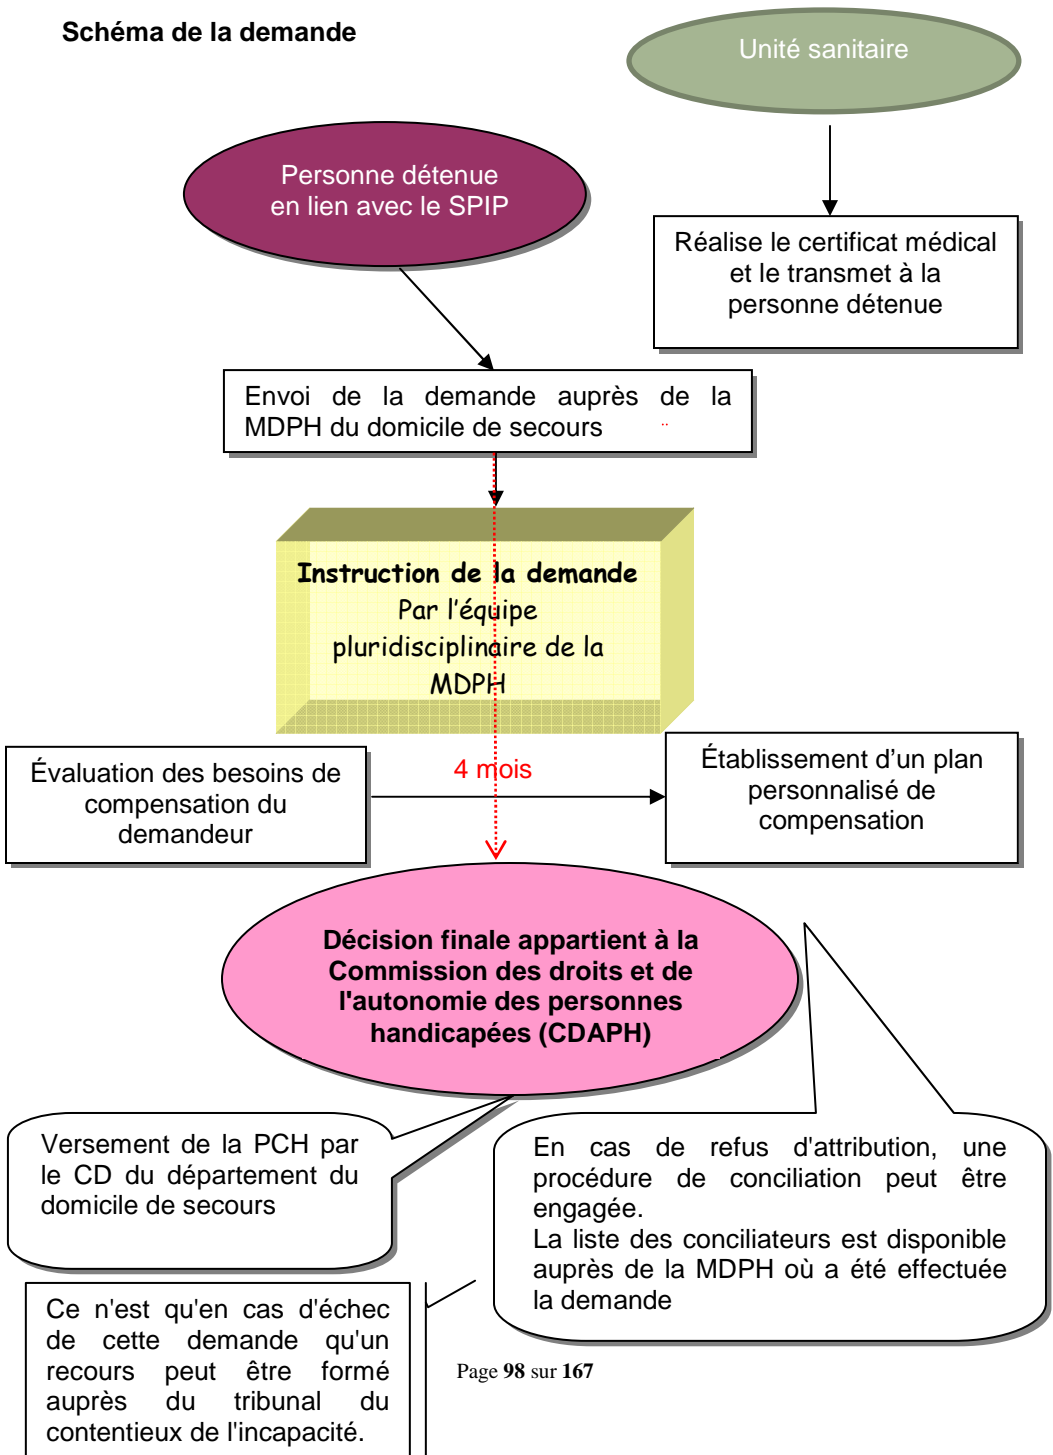 Schéma de la demande
Unité sanitaire
Personne détenue
en lien avec le SPIP
Réalise le certificat médical
et le transmet à la
personne détenue
Envoi de la demande auprès de la
MDPH du domicile de secours
Instruction de la demande
Par l'équipe
pluridisciplinaire de la
MDPH
Évaluation des besoins de
compensation du
demandeur
4 mois
Établissement d'un plan
personnalisé de
compensation
Décision finale appartient à la
Commission des droits et de
l'autonomie des personnes
handicapées (CDAPH)
Versement de la PCH par
le CD du département du
domicile de secours
En cas de refus d'attribution, une
procédure de conciliation peut être
engagée.
La liste des conciliateurs est disponible
auprès de la MDPH où a été effectuée
la demande
Ce n'est qu'en cas d'échec
de cette demande qu'un
recours peut être formé
auprès du tribunal du
contentieux de l'incapacité.
Page 98 sur 167